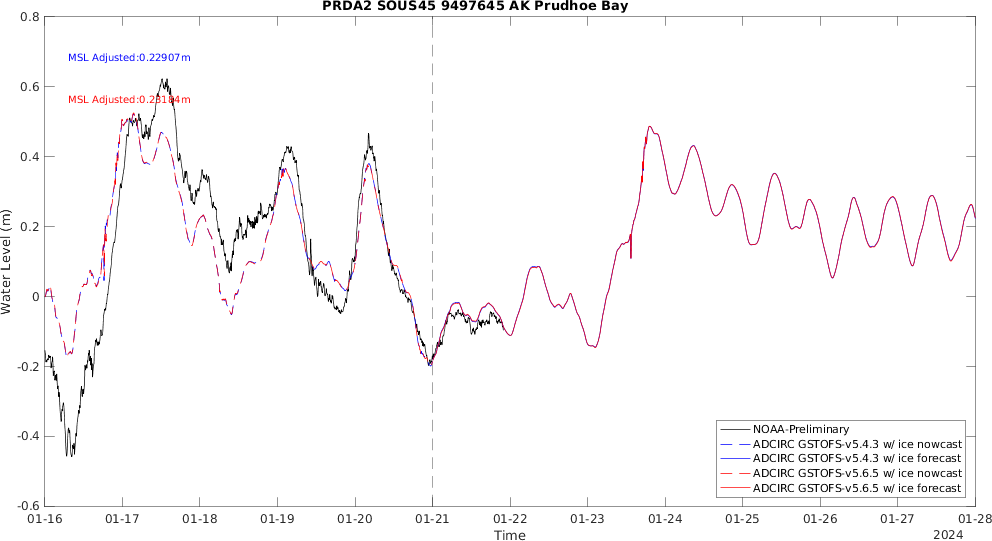 PRDA2 SOUS45 9497645 AK Prudhoe Bay
0.8
0.6
0.4
0.2
0
-0.2
-0.4
-0.6
Water Level (m)
MSL Adjusted:0.22907m
MSL Adjusted:0.23184m
NOAA-Preliminary
ADCIRC GSTOFS-v5.4.3 w/ ice nowcast
ADCIRC GSTOFS-v5.4.3 w/ ice forecast
ADCIRC GSTOFS-v5.6.5 w/ ice nowcast
ADCIRC GSTOFS-v5.6.5 w/ ice forecast
01-16 01-17 01-18 01-19 01-20 01-21 01-22 01-23 01-24 01-25 01-26 01-27 01-28
Time
2024